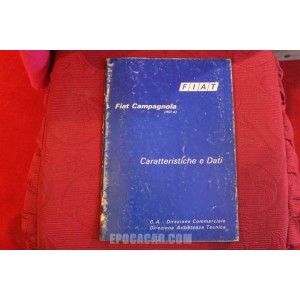 FIAT
Fiat Campagnola
Caratteristiche e Dati
D.A. - Direzione Commerciale
Direzione Assistenza Tecnica
EPOCACAR.COM